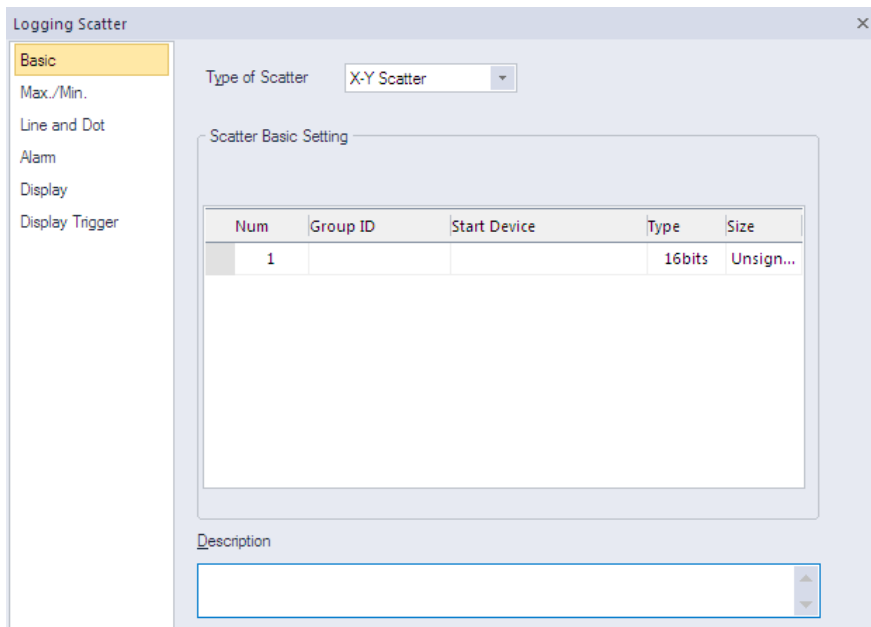 Logging Scatter
Basic
Max./Min.
Line and Dot
Alarm
Display
Display Trigger
Type of Scatter X-Y Scatter
Scatter Basic Setting
Num Group ID Start Device Type Size
1 16bits Unsign...
Description